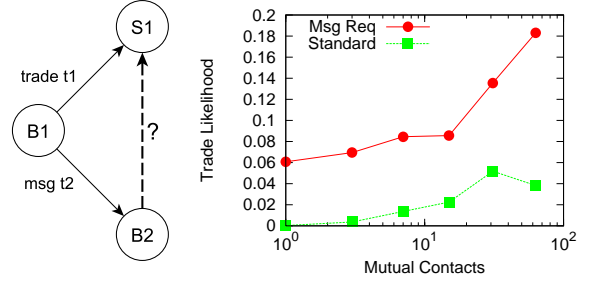 S1
trade t1
B1
?
msg t2
B2
Msg Req
Standard
0.2
0.18
0.16
0.14
0.12
0.1
0.08
0.06
0.04
0.02
0
Trade Likelihood
10^0 10^1 10^2
Mutual Contacts